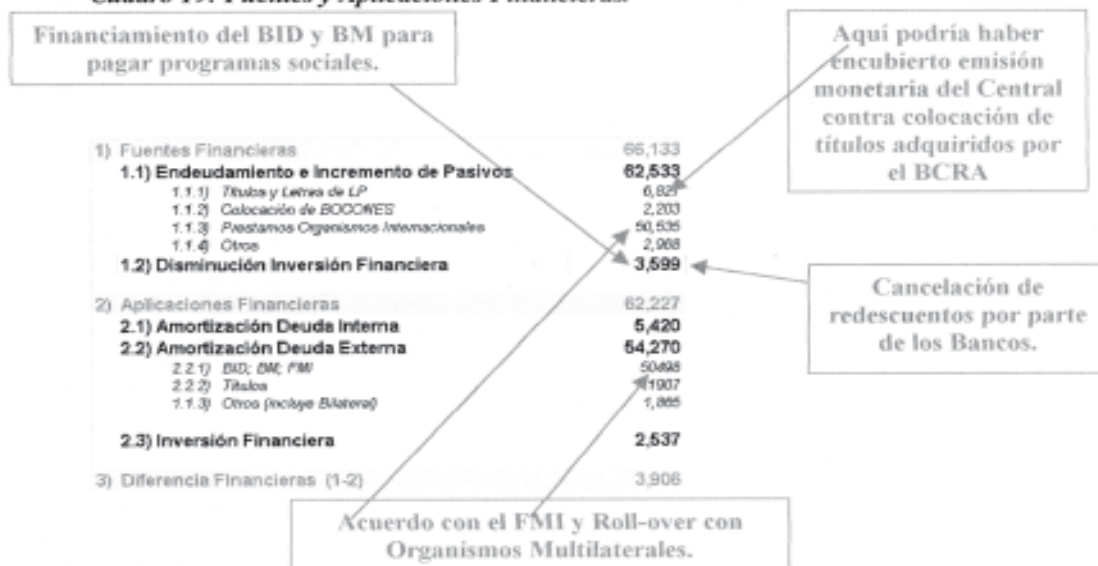 Cuadro 19: Fuentes y Aplicaciones Financieras.
Financiamiento del BID y BM para
pagar programas sociales.
Aquí podría haber
encubierto emisión
monetaria del Central
contra colocación de
títulos adquiridos por
el BCRA
1) Fuentes Financieras 66,133
1.1) Endeudamiento e Incremento de Pasivos 62,533
1.1.1) Títulos y Letras de LP 6,827
1.1.2) Colocación de BOCONES 2,203
1.1.3) Prestamos Organismos Internacionales 50,535
1.1.4) Otros 2,968
1.2) Disminución Inversión Financiera 3,599
2) Aplicaciones Financieras 62,227
2.1) Amortización Deuda Interna 5,420
2.2) Amortización Deuda Externa 54,270
2.2.1) BID; BM; FMI 50498
2.2.2) Títulos 1907
1.1.3) Otros (incluye Bilateral) 1,865
2.3) Inversión Financiera 2,537
3) Diferencia Financieras (1-2) 3,906
Cancelación de
redescuentos por parte
de los Bancos.
Acuerdo con el FMI y Roll-over con
Organismos Multilaterales.